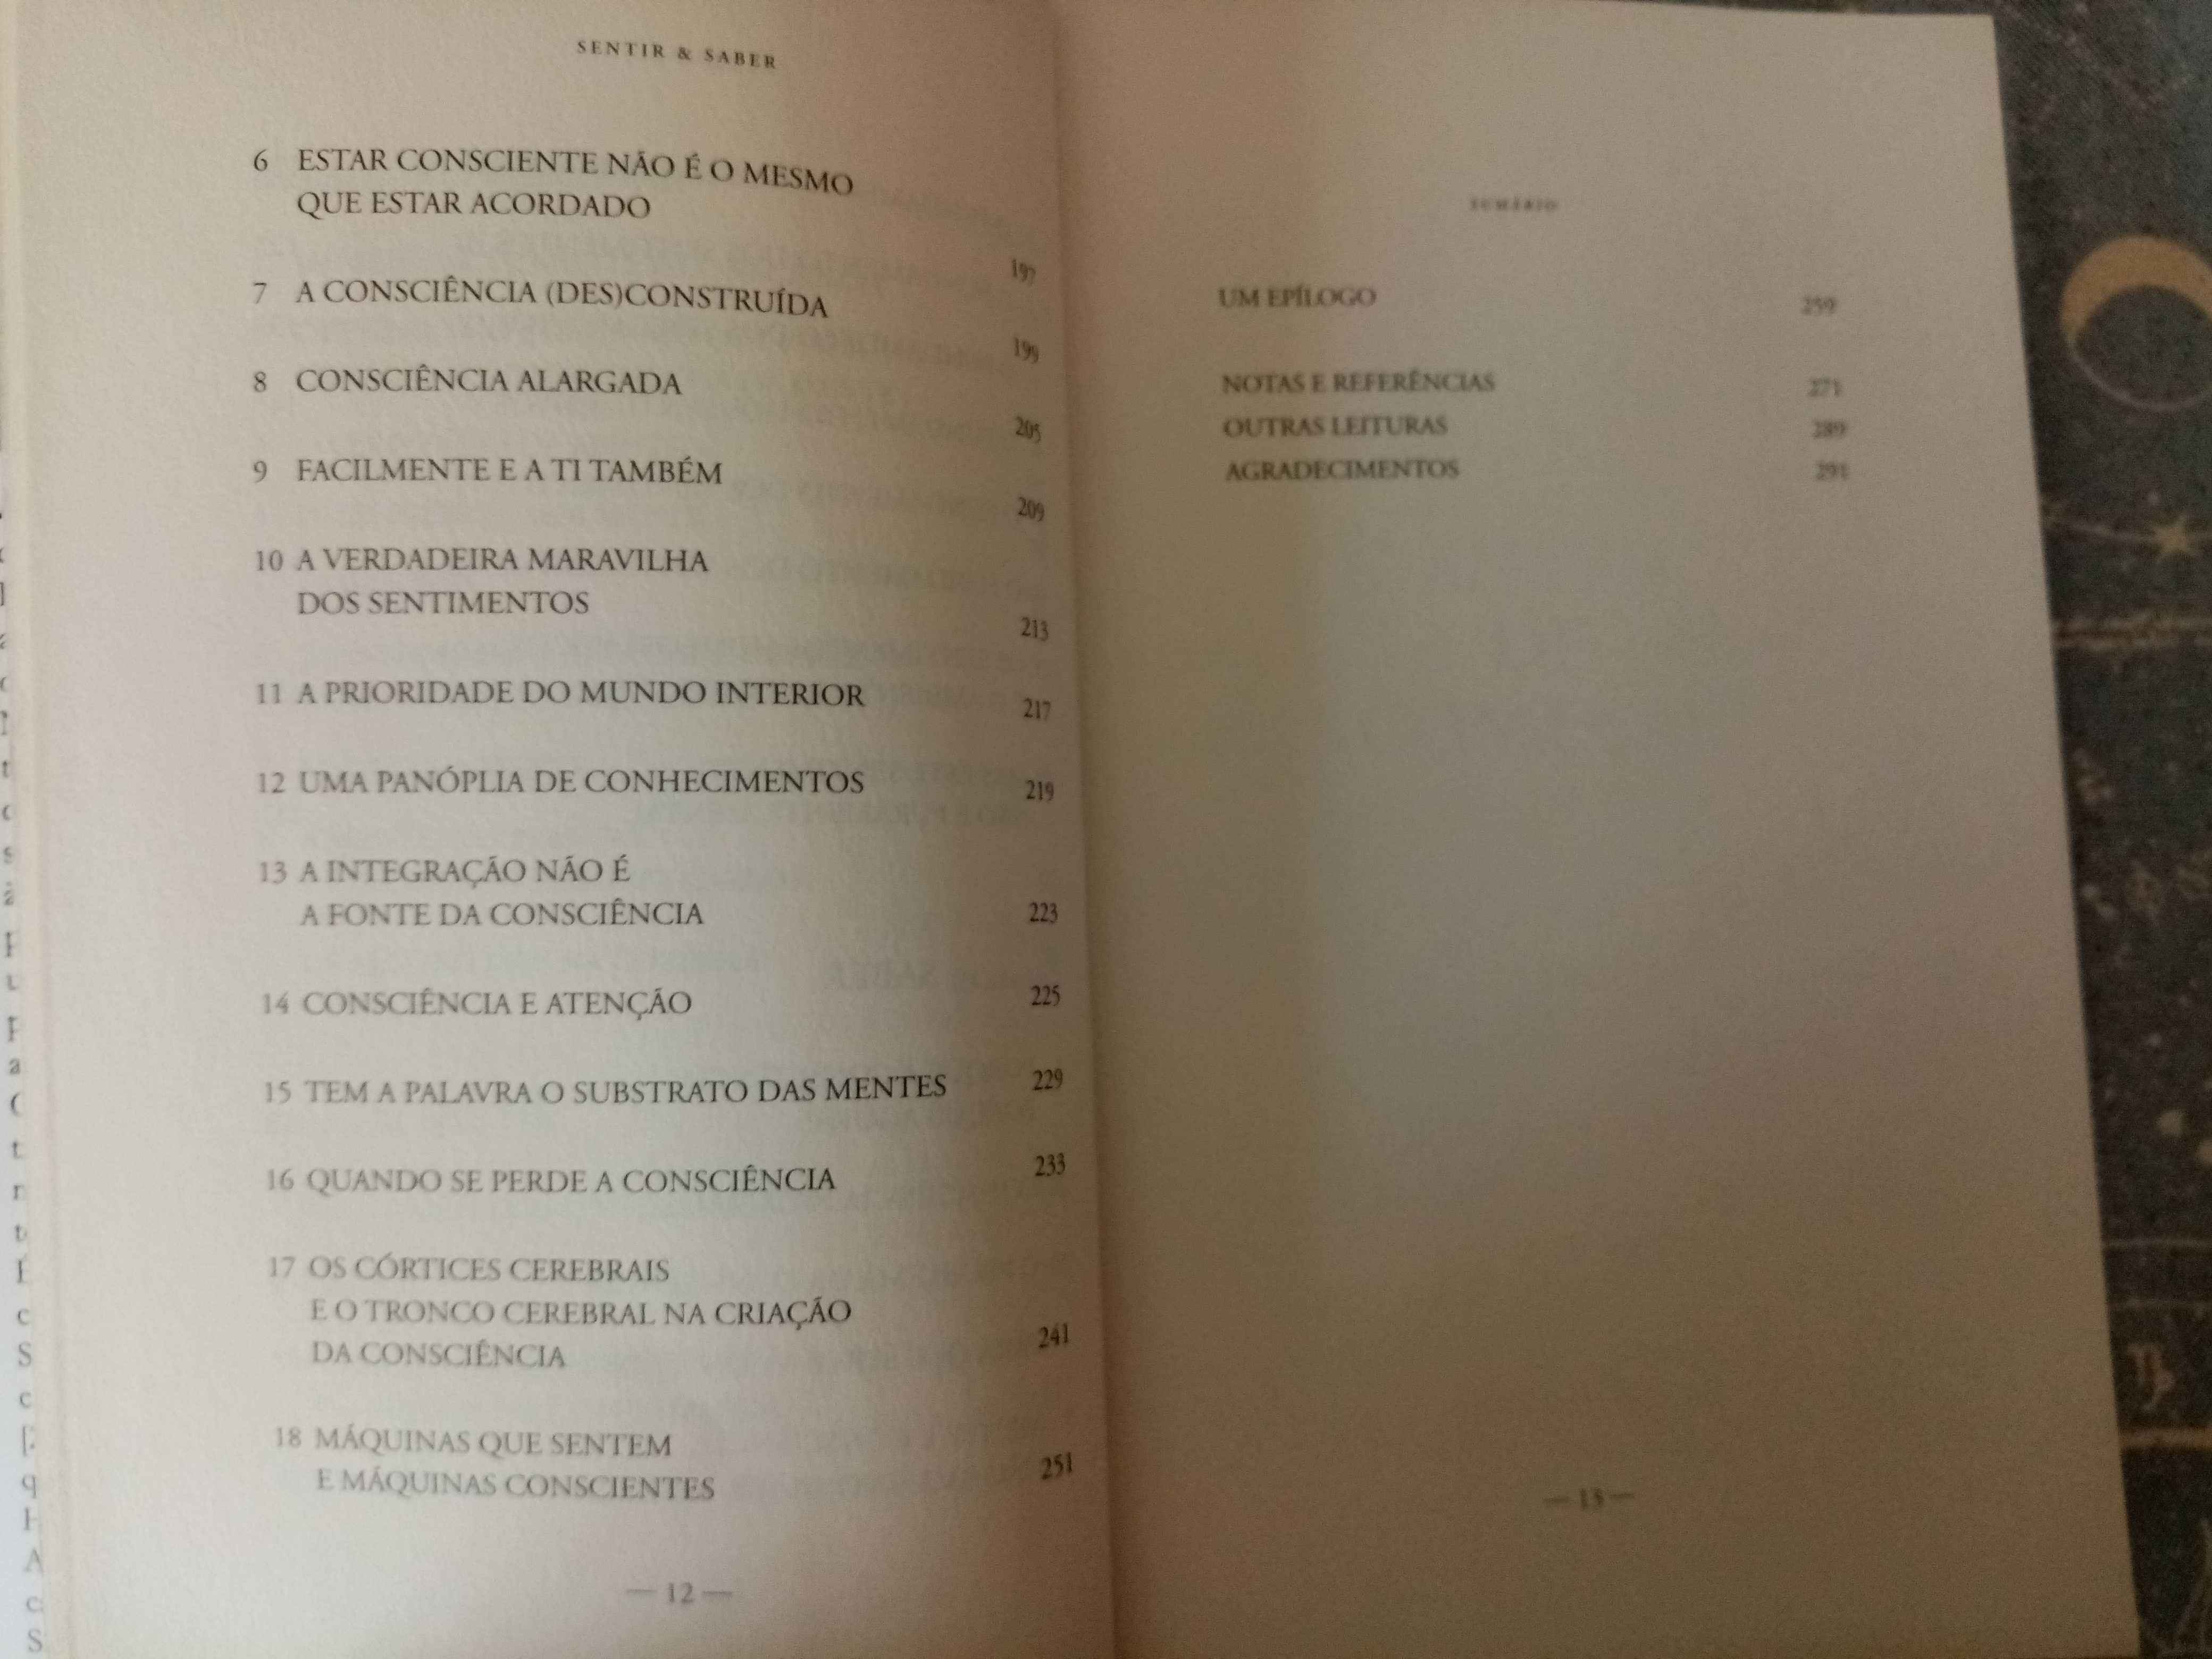 SENTIR & SABER
6 ESTAR CONSCIENTE NÃO É O MESMO
QUE ESTAR ACORDADO
197
7 A CONSCIÊNCIA (DES)CONSTRUÍDA
199
8 CONSCIÊNCIA ALARGADA
205
9 FACILMENTE E A TI TAMBÉM
209
10 A VERDADEIRA MARAVILHA
DOS SENTIMENTOS
213
11 A PRIORIDADE DO MUNDO INTERIOR 217
12 UMA PANÓPLIA DE CONHECIMENTOS 219
13 A INTEGRAÇÃO NÃO É
A FONTE DA CONSCIÊNCIA 223
14 CONSCIÊNCIA E ATENÇÃO 225
15 TEM A PALAVRA O SUBSTRATO DAS MENTES 229
16 QUANDO SE PERDE A CONSCIÊNCIA 233
17 OS CÓRTICES CEREBRAIS
E O TRONCO CEREBRAL NA CRIAÇÃO
DA CONSCIÊNCIA 241
18 MÁQUINAS QUE SENTEM
E MÁQUINAS CONSCIENTES 251
— 12 —
SUMÁRIO
UM EPÍLOGO 259
NOTAS E REFERÊNCIAS 271
OUTRAS LEITURAS 289
AGRADECIMENTOS 291
— 13 —